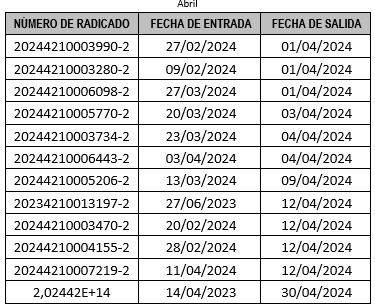 Abril
NÚMERO DE RADICADO FECHA DE ENTRADA FECHA DE SALIDA
20244210003990-2 27/02/2024 01/04/2024
20244210003280-2 09/02/2024 01/04/2024
20244210006098-2 27/03/2024 01/04/2024
20244210005770-2 20/03/2024 03/04/2024
20244210003734-2 23/03/2024 04/04/2024
20244210006443-2 03/04/2024 04/04/2024
20244210005206-2 13/03/2024 09/04/2024
20234210013197-2 27/06/2023 12/04/2024
20244210003470-2 20/02/2024 12/04/2024
20244210004155-2 28/02/2024 12/04/2024
20244210007219-2 11/04/2024 12/04/2024
2,02442E+14 14/04/2023 30/04/2024